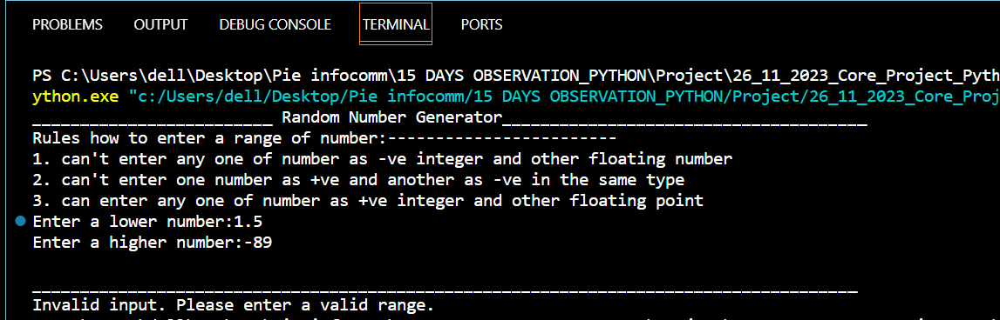 PROBLEMS OUTPUT DEBUG CONSOLE TERMINAL PORTS
PS C:\Users\dell\Desktop\Pie infocomm\15 DAYS OBSERVATION_PYTHON\Project\26_11_2023_Core_Project_Pyth
ython.exe "c:/Users/dell/Desktop/Pie infocomm/15 DAYS OBSERVATION_PYTHON/Project/26_11_2023_Core_Proj
_________________________ Random Number Generator______________________________________
Rules how to enter a range of number:------------------------
1. can't enter any one of number as -ve integer and other floating number
2. can't enter one number as +ve and another as -ve in the same type
3. can enter any one of number as +ve integer and other floating point
Enter a lower number:1.5
Enter a higher number:-89
______________________________________________________________________________________
Invalid input. Please enter a valid range.